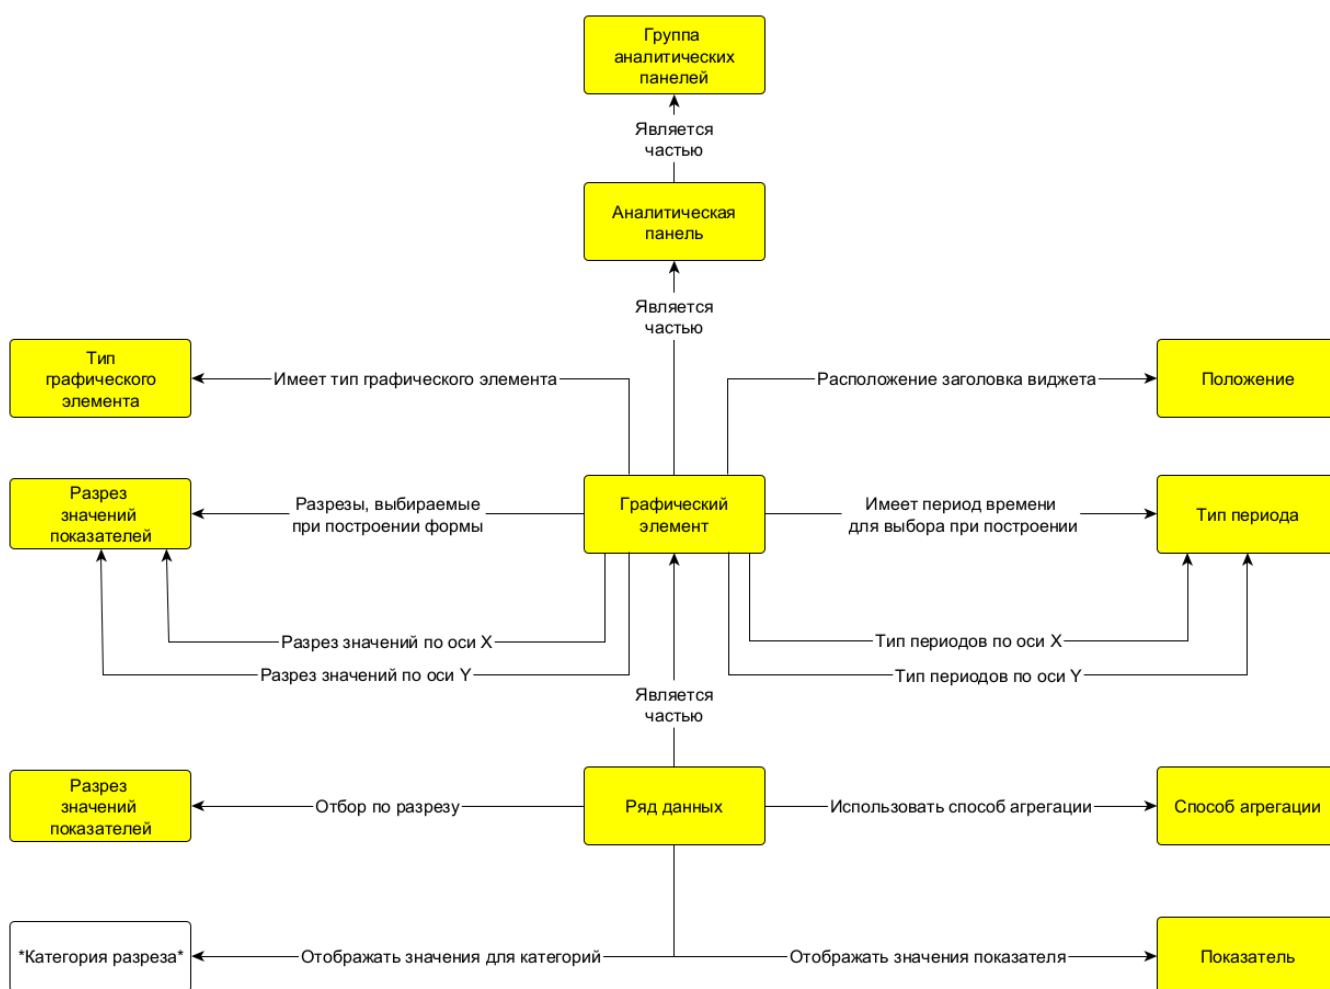 Группа
аналитических
панелей
Является
частью
Аналитическая
панель
Является
частью
Тип
графического
элемента
Имеет тип графического элемента
Расположение заголовка виджета
Положение
Разрез
значений
показателей
Разрезы, выбираемые
при построении формы
Графический
элемент
Имеет период времени
для выбора при построении
Тип периода
Разрез значений по оси X
Тип периодов по оси X
Разрез значений по оси Y
Тип периодов по оси Y
Является
частью
Разрез
значений
показателей
Отбор по разрезу
Ряд данных
Использовать способ агрегации
Способ агрегации
*Категория разреза*
Отображать значения для категорий
Отображать значения показателя
Показатель